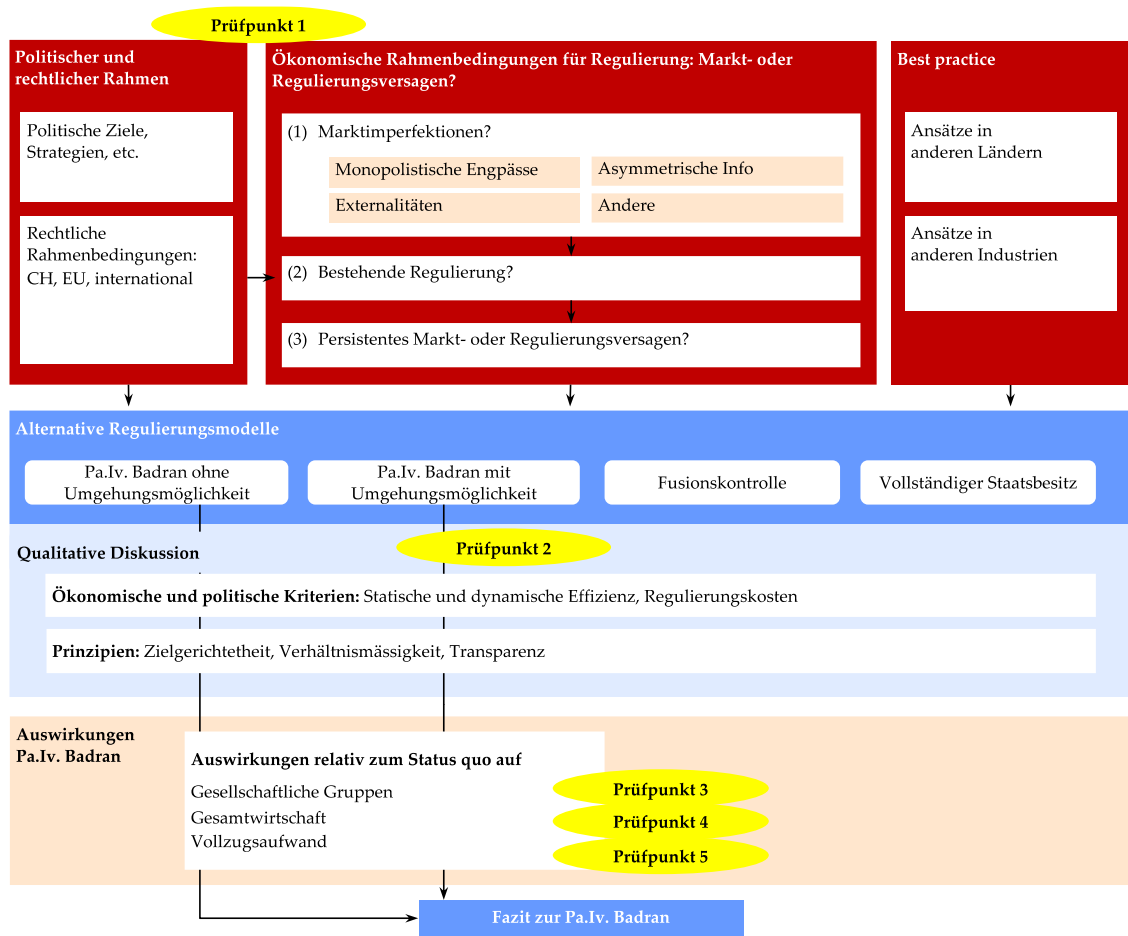 Prüfpunkt 1
Politischer und
rechtlicher Rahmen
Politische Ziele,
Strategien, etc.
Rechtliche
Rahmenbedingungen:
CH, EU, international
Ökonomische Rahmenbedingungen für Regulierung: Markt- oder
Regulierungsversagen?
(1) Marktimperfektionen?
Monopolistische Engpässe
Asymmetrische Info
Externalitäten
Andere
(2) Bestehende Regulierung?
(3) Persistentes Markt- oder Regulierungsversagen?
Best practice
Ansätze in
anderen Ländern
Ansätze in
anderen Industrien
Alternative Regulierungsmodelle
Pa.Iv. Badran ohne
Umgehungsmöglichkeit
Pa.Iv. Badran mit
Umgehungsmöglichkeit
Fusionskontrolle
Vollständiger Staatsbesitz
Qualitative Diskussion
Prüfpunkt 2
Ökonomische und politische Kriterien: Statische und dynamische Effizienz, Regulierungskosten
Prinzipien: Zielgerichtetheit, Verhältnismässigkeit, Transparenz
Auswirkungen
Pa.Iv. Badran
Auswirkungen relativ zum Status quo auf
Gesellschaftliche Gruppen
Gesamtwirtschaft
Vollzugsaufwand
Prüfpunkt 3
Prüfpunkt 4
Prüfpunkt 5
Fazit zur Pa.Iv. Badran